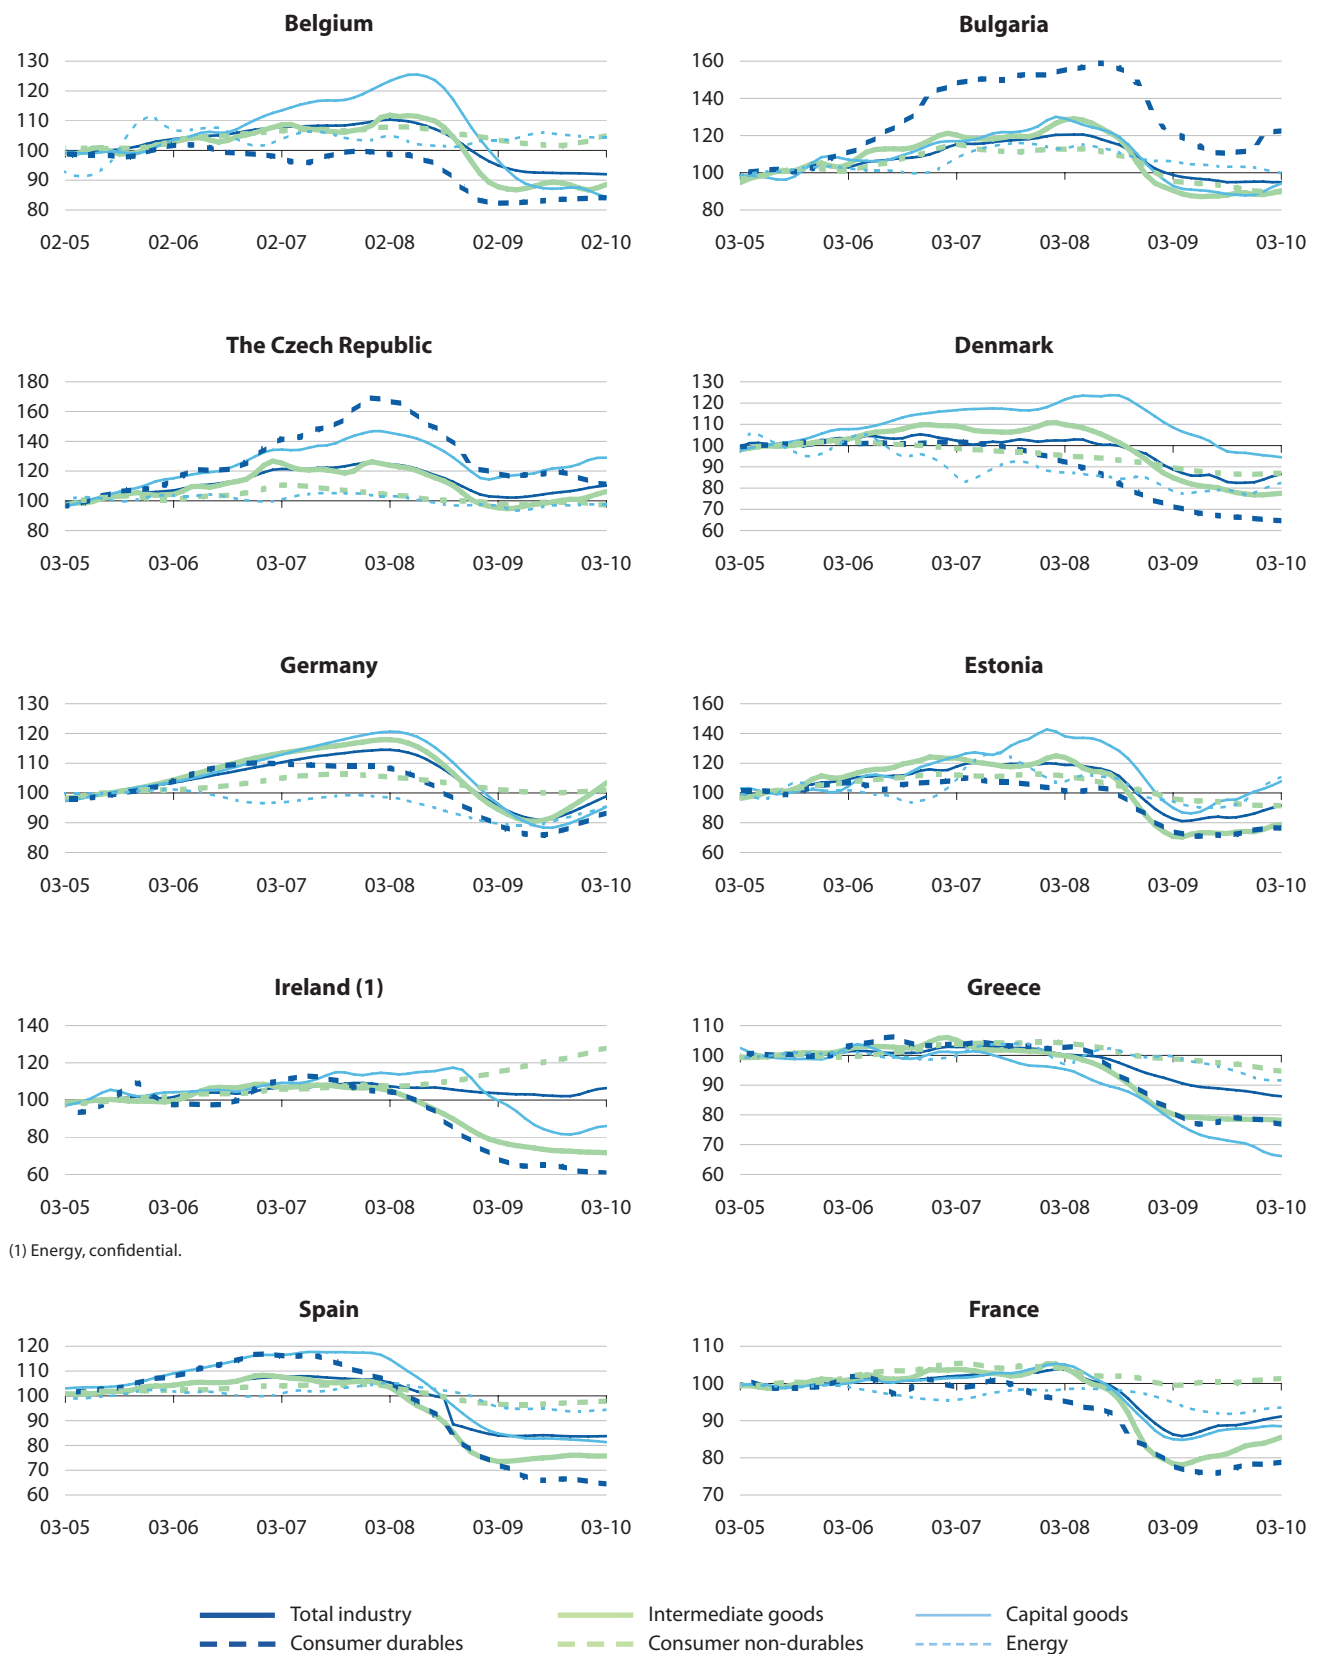 Belgium
130
120
110
100
90
80
02-05 02-06 02-07 02-08 02-09 02-10
Bulgaria
160
140
120
100
80
03-05 03-06 03-07 03-08 03-09 03-10
The Czech Republic
180
160
140
120
100
80
03-05 03-06 03-07 03-08 03-09 03-10
Denmark
130
120
110
100
90
80
70
60
03-05 03-06 03-07 03-08 03-09 03-10
Germany
130
120
110
100
90
80
03-05 03-06 03-07 03-08 03-09 03-10
Estonia
160
140
120
100
80
60
03-05 03-06 03-07 03-08 03-09 03-10
Ireland (1)
140
120
100
80
60
03-05 03-06 03-07 03-08 03-09 03-10
(1) Energy, confidential.
Greece
110
100
90
80
70
60
03-05 03-06 03-07 03-08 03-09 03-10
Spain
120
110
100
90
80
70
60
03-05 03-06 03-07 03-08 03-09 03-10
France
110
100
90
80
70
03-05 03-06 03-07 03-08 03-09 03-10
Total industry Intermediate goods Capital goods
Consumer durables Consumer non-durables Energy